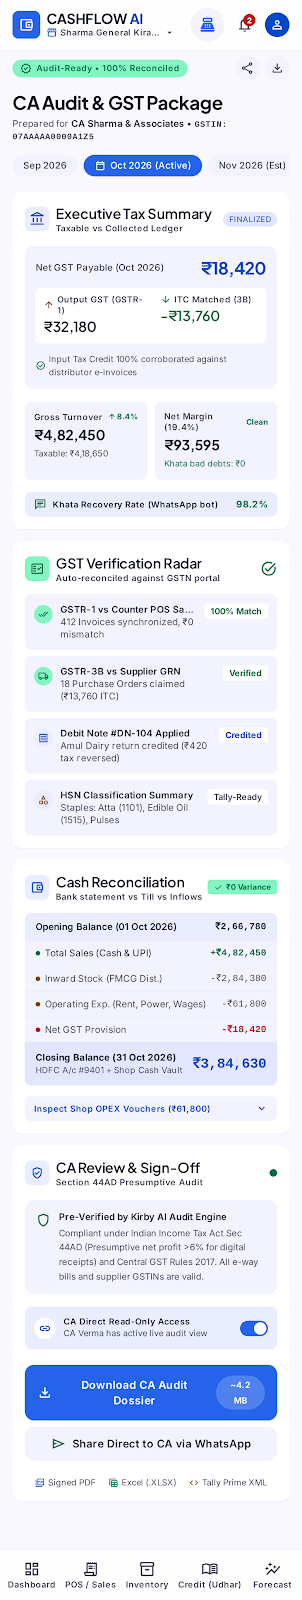 CASHFLOW AI
Sharma General Kira...
2
Audit-Ready • 100% Reconciled
CA Audit & GST Package
Prepared for CA Sharma & Associates • GSTIN:
07AAAAA0000A1Z5
Sep 2026
Oct 2026 (Active)
Nov 2026 (Est)
Executive Tax Summary
Taxable vs Collected Ledger
FINALIZED
Net GST Payable (Oct 2026)
₹18,420
↑ Output GST (GSTR-
1)
₹32,180
↓ ITC Matched (3B)
-₹13,760
Input Tax Credit 100% corroborated against
distributor e-invoices
Gross Turnover ↑ 8.4%
₹4,82,450
Taxable: ₹4,18,650
Net Margin
(19.4%)
Clean
₹93,595
Khata bad debts: ₹0
Khata Recovery Rate (WhatsApp bot) 98.2%
GST Verification Radar
Auto-reconciled against GSTN portal
GSTR-1 vs Counter POS Sa...
100% Match
412 Invoices synchronized, ₹0
mismatch
GSTR-3B vs Supplier GRN
Verified
18 Purchase Orders claimed
(₹13,760 ITC)
Debit Note #DN-104 Applied
Credited
Amul Dairy return credited (₹420
tax reversed)
HSN Classification Summary
Tally-Ready
Staples: Atta (1101), Edible Oil
(1515), Pulses
Cash Reconciliation
Bank statement vs Till vs Inflows
₹0 Variance
Opening Balance (01 Oct 2026) ₹2,66,780
Total Sales (Cash & UPI) +₹4,82,450
Inward Stock (FMCG Dist.) -₹2,84,380
Operating Exp. (Rent, Power, Wages) -₹61,800
Net GST Provision -₹18,420
Closing Balance (31 Oct 2026)
HDFC A/c #9401 + Shop Cash Vault
₹3,84,630
Inspect Shop OPEX Vouchers (₹61,800)
CA Review & Sign-Off
Section 44AD Presumptive Audit
Pre-Verified by Kirby AI Audit Engine
Compliant under Indian Income Tax Act Sec
44AD (Presumptive net profit >6% for digital
receipts) and Central GST Rules 2017. All e-way
bills and supplier GSTINs are valid.
CA Direct Read-Only Access
CA Verma has active live audit view
Download CA Audit
Dossier
~4.2
MB
Share Direct to CA via WhatsApp
Signed PDF
Excel (.XLSX)
Tally Prime XML
Dashboard
POS / Sales
Inventory
Credit (Udhar)
Forecast